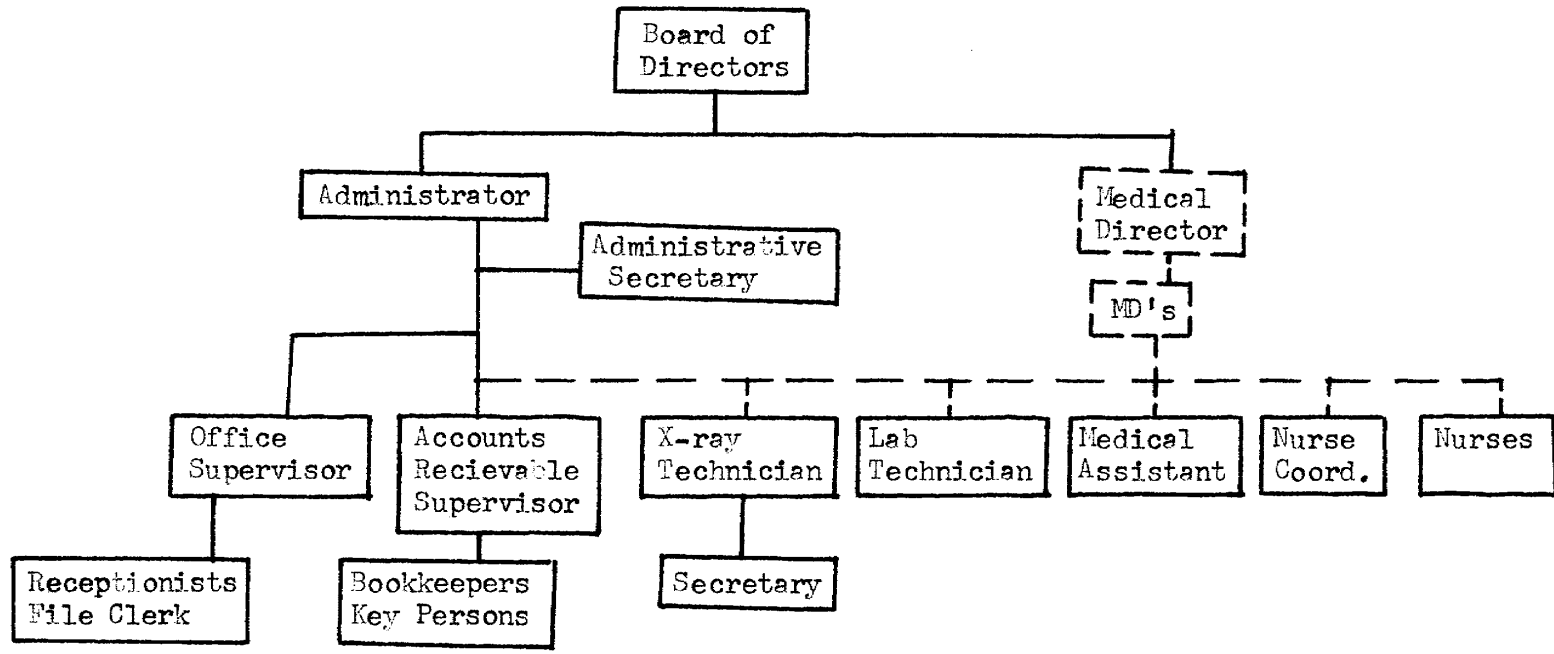 Board of
Directors
Administrator
Medical
Director
Administrative
Secretary
MD's
Office
Supervisor
Accounts
Recievable
Supervisor
X-ray
Technician
Lab
Technician
Medical
Assistant
Nurse
Coord.
Nurses
Receptionists
File Clerk
Bookkeepers
Key Persons
Secretary